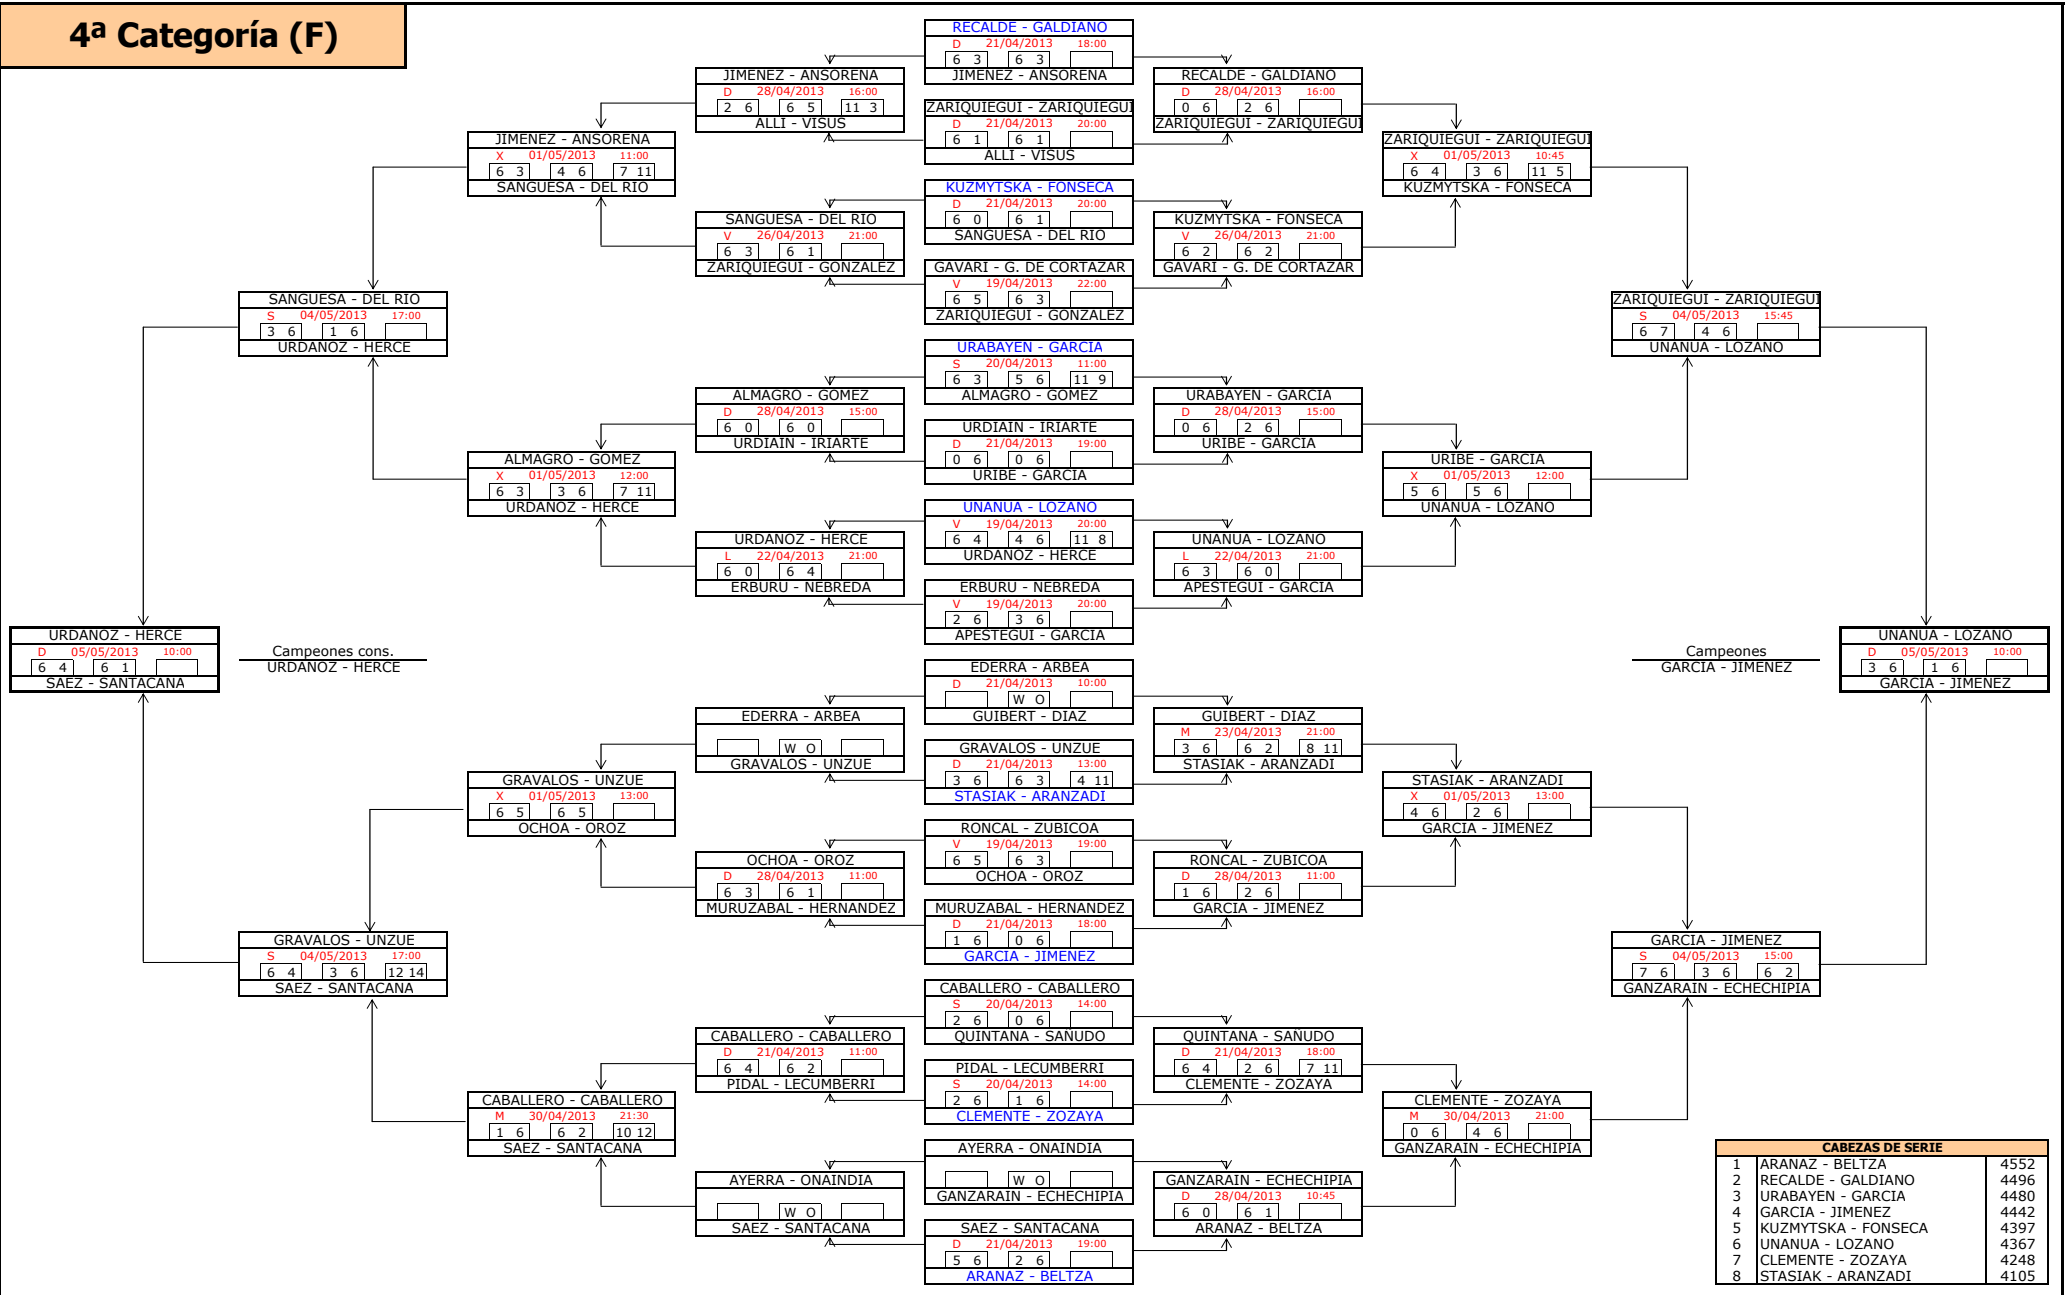 4ª Categoría (F)
RECALDE - GALDIANO
D 21/04/2013 18:00
6 3 6 3
JIMENEZ - ANSORENA
ZARIQUIEGUI - ZARIQUIEGUI
D 21/04/2013 20:00
6 1 6 1
ALLI - VISUS
KUZMYTSKA - FONSECA
D 21/04/2013 20:00
6 0 6 1
SANGUESA - DEL RIO
GAVARI - G. DE CORTAZAR
V 19/04/2013 22:00
6 5 6 3
ZARIQUIEGUI - GONZALEZ
URABAYEN - GARCIA
S 20/04/2013 11:00
6 3 5 6 11 9
ALMAGRO - GOMEZ
URDIAIN - IRIARTE
D 21/04/2013 19:00
0 6 0 6
URIBE - GARCIA
UNANUA - LOZANO
V 19/04/2013 20:00
6 4 4 6 11 8
URDANOZ - HERCE
ERBURU - NEBREDA
V 19/04/2013 20:00
2 6 3 6
APESTEGUI - GARCIA
EDERRA - ARBEA
D 21/04/2013 10:00
W O
GUIBERT - DIAZ
GRAVALOS - UNZUE
D 21/04/2013 13:00
3 6 6 3 4 11
STASIAK - ARANZADI
RONCAL - ZUBICOA
V 19/04/2013 19:00
6 5 6 3
OCHOA - OROZ
MURUZABAL - HERNANDEZ
D 21/04/2013 18:00
1 6 0 6
GARCIA - JIMENEZ
CABALLERO - CABALLERO
S 20/04/2013 14:00
2 6 0 6
QUINTANA - SAÑUDO
PIDAL - LECUMBERRI
S 20/04/2013 14:00
2 6 1 6
CLEMENTE - ZOZAYA
AYERRA - ONAINDIA
W O
GANZARAIN - ECHECHIPIA
SAEZ - SANTACANA
D 21/04/2013 19:00
5 6 2 6
ARANAZ - BELTZA
JIMENEZ - ANSORENA
D 28/04/2013 16:00
2 6 6 5 11 3
ALLI - VISUS
SANGUESA - DEL RIO
V 26/04/2013 21:00
6 3 6 1
ZARIQUIEGUI - GONZALEZ
ALMAGRO - GOMEZ
D 28/04/2013 15:00
6 0 6 0
URDIAIN - IRIARTE
URDANOZ - HERCE
L 22/04/2013 21:00
6 0 6 4
ERBURU - NEBREDA
EDERRA - ARBEA
W O
GRAVALOS - UNZUE
OCHOA - OROZ
D 28/04/2013 11:00
6 3 6 1
MURUZABAL - HERNANDEZ
CABALLERO - CABALLERO
D 21/04/2013 11:00
6 4 6 2
PIDAL - LECUMBERRI
AYERRA - ONAINDIA
W O
SAEZ - SANTACANA
JIMENEZ - ANSORENA
X 01/05/2013 11:00
6 3 4 6 7 11
SANGUESA - DEL RIO
ALMAGRO - GOMEZ
X 01/05/2013 12:00
6 3 3 6 7 11
URDANOZ - HERCE
GRAVALOS - UNZUE
X 01/05/2013 13:00
6 5 6 5
OCHOA - OROZ
CABALLERO - CABALLERO
M 30/04/2013 21:30
1 6 6 2 10 12
SAEZ - SANTACANA
SANGUESA - DEL RIO
S 04/05/2013 17:00
3 6 1 6
URDANOZ - HERCE
GRAVALOS - UNZUE
S 04/05/2013 17:00
6 4 3 6 12 14
SAEZ - SANTACANA
URDANOZ - HERCE
D 05/05/2013 10:00
6 4 6 1
SAEZ - SANTACANA
Campeones cons.
URDANOZ - HERCE
RECALDE - GALDIANO
D 28/04/2013 16:00
0 6 2 6
ZARIQUIEGUI - ZARIQUIEGUI
KUZMYTSKA - FONSECA
V 26/04/2013 21:00
6 2 6 2
GAVARI - G. DE CORTAZAR
URABAYEN - GARCIA
D 28/04/2013 15:00
0 6 2 6
URIBE - GARCIA
UNANUA - LOZANO
L 22/04/2013 21:00
6 3 6 0
APESTEGUI - GARCIA
GUIBERT - DIAZ
M 23/04/2013 21:00
3 6 6 2 8 11
STASIAK - ARANZADI
RONCAL - ZUBICOA
D 28/04/2013 11:00
1 6 2 6
GARCIA - JIMENEZ
QUINTANA - SAÑUDO
D 21/04/2013 18:00
6 4 2 6 7 11
CLEMENTE - ZOZAYA
GANZARAIN - ECHECHIPIA
D 28/04/2013 10:45
6 0 6 1
ARANAZ - BELTZA
ZARIQUIEGUI - ZARIQUIEGUI
X 01/05/2013 10:45
6 4 3 6 11 5
KUZMYTSKA - FONSECA
URIBE - GARCIA
X 01/05/2013 12:00
5 6 5 6
UNANUA - LOZANO
STASIAK - ARANZADI
X 01/05/2013 13:00
4 6 2 6
GARCIA - JIMENEZ
CLEMENTE - ZOZAYA
M 30/04/2013 21:00
0 6 4 6
GANZARAIN - ECHECHIPIA
ZARIQUIEGUI - ZARIQUIEGUI
S 04/05/2013 15:45
6 7 4 6
UNANUA - LOZANO
GARCIA - JIMENEZ
S 04/05/2013 15:00
7 6 3 6 6 2
GANZARAIN - ECHECHIPIA
Campeones
GARCIA - JIMENEZ
UNANUA - LOZANO
D 05/05/2013 10:00
3 6 1 6
GARCIA - JIMENEZ
CABEZAS DE SERIE
1 ARANAZ - BELTZA 4552
2 RECALDE - GALDIANO 4496
3 URABAYEN - GARCIA 4480
4 GARCIA - JIMENEZ 4442
5 KUZMYTSKA - FONSECA 4397
6 UNANUA - LOZANO 4367
7 CLEMENTE - ZOZAYA 4248
8 STASIAK - ARANZADI 4105